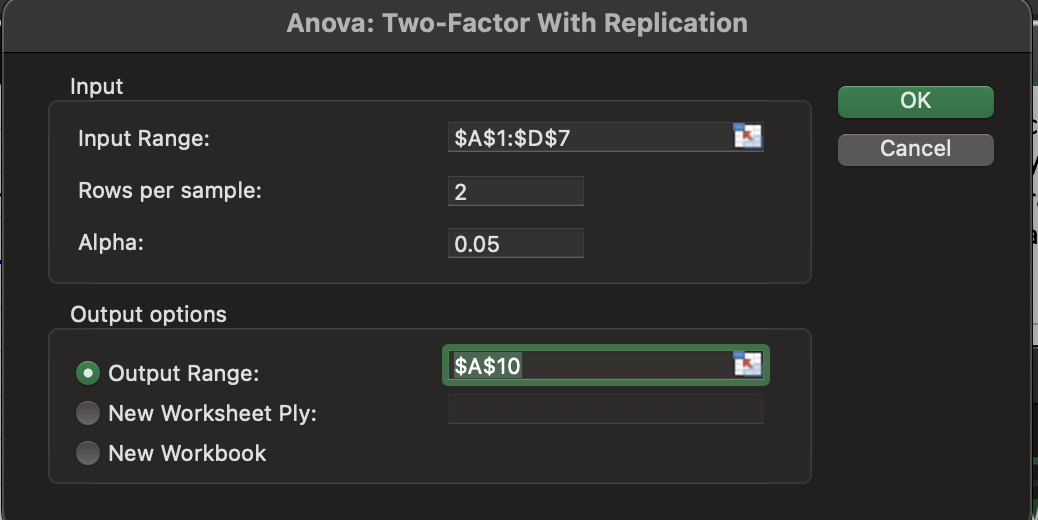 Anova: Two-Factor With Replication
Input
OK
Input Range:
$A$1:$D$7
Cancel
Rows per sample:
2
Alpha:
0.05
Output options
Output Range:
$A$10
New Worksheet Ply:
New Workbook